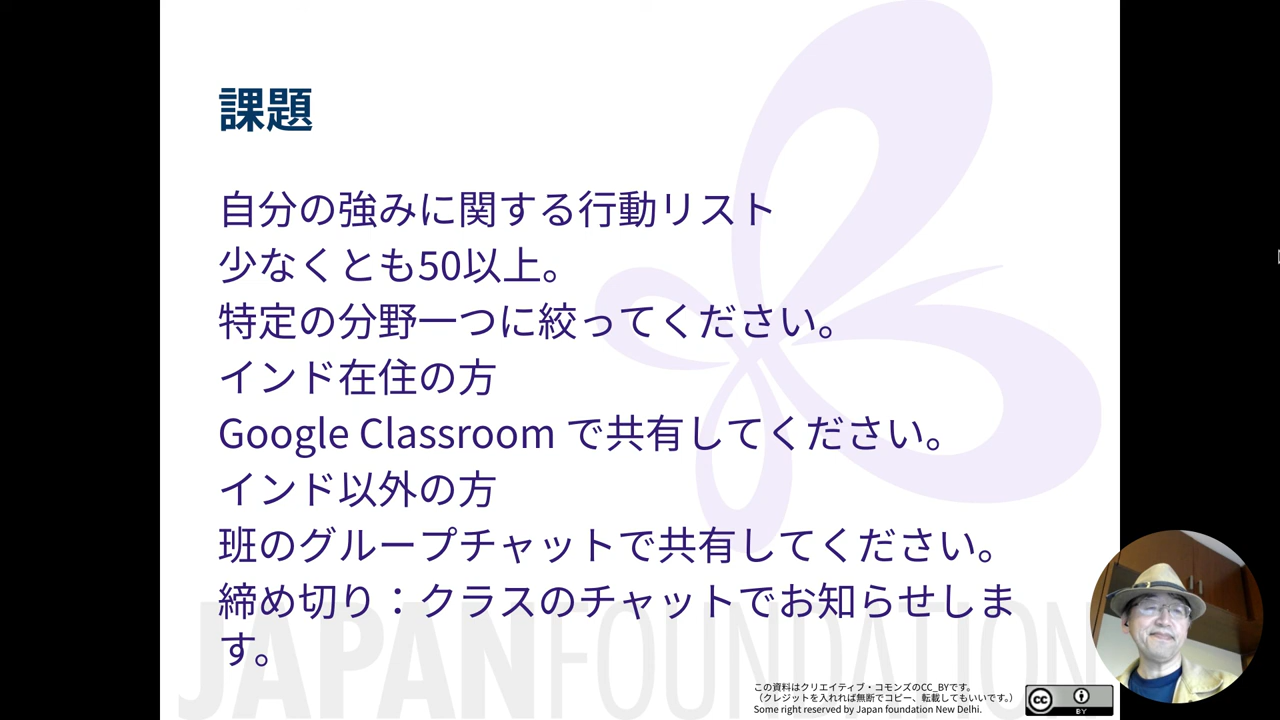 課題
自分の強みに関する行動リスト
少なくとも50以上。
特定の分野一つに絞ってください。
インド在住の方
Google Classroom で共有してください。
インド以外の方
班のグループチャットで共有してください。
締め切り：クラスのチャットでお知らせしま
す。
JAPANFOUNDATION
この資料はクリエイティブ・コモンズのCC_BYです。
（クレジットを入れれば無断でコピー、転載してもいいです。）
Some right reserved by Japan foundation New Delhi.
cc
BY